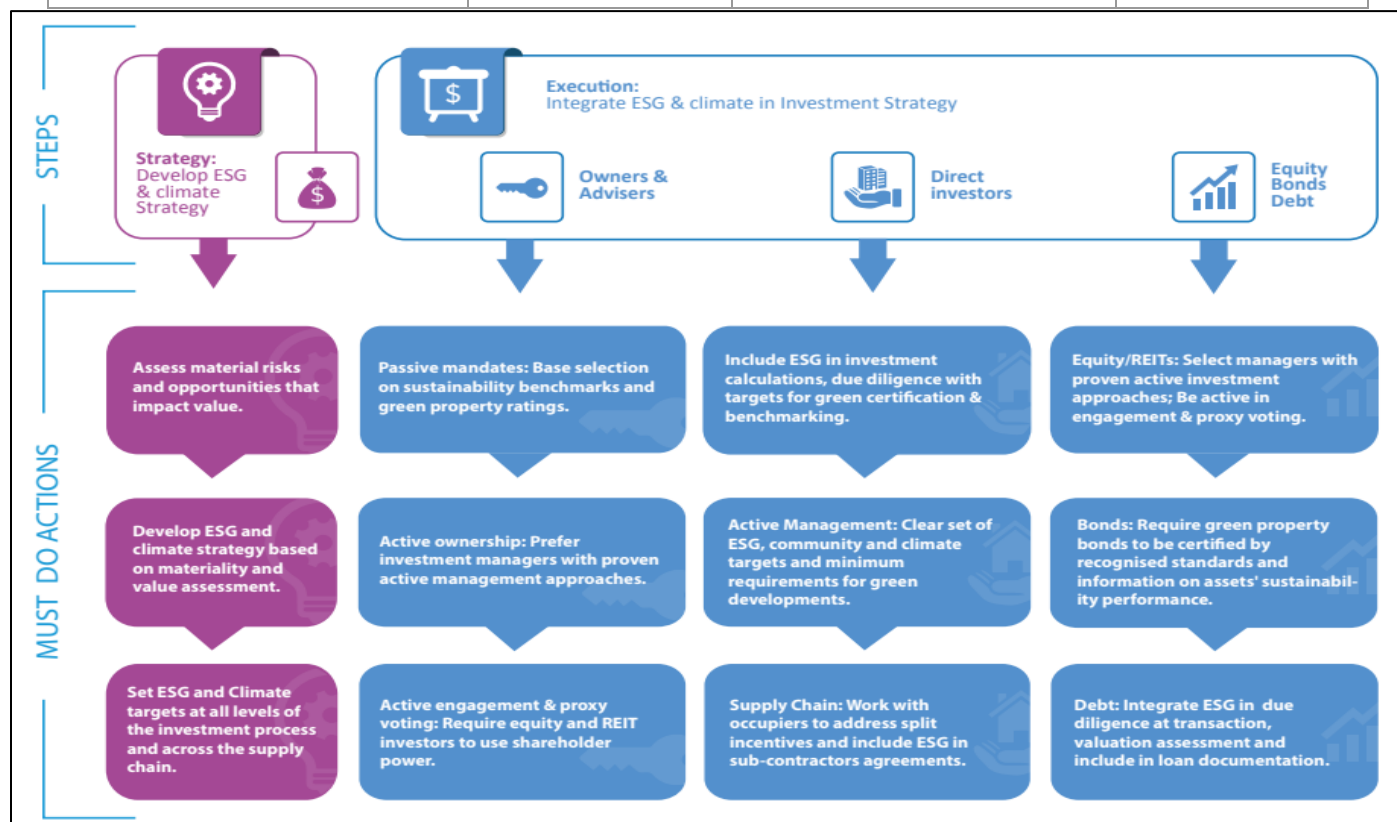 STEPS
Strategy:
Develop ESG
& climate
Strategy
$
$
Execution:
Integrate ESG & climate in Investment Strategy
Owners &
Advisers
Direct
investors
Equity
Bonds
Debt
MUST DO ACTIONS
Assess material risks
and opportunities that
impact value.
Develop ESG and
climate strategy based
on materiality and
value assessment.
Set ESG and Climate
targets at all levels of
the investment process
and across the supply
chain.
Passive mandates: Base selection
on sustainability benchmarks and
green property ratings.
Active ownership: Prefer
investment managers with proven
active management approaches.
Active engagement & proxy
voting: Require equity and REIT
investors to use shareholder
power.
Include ESG in investment
calculations, due diligence with
targets for green certification &
benchmarking.
Active Management: Clear set of
ESG, community and climate
targets and minimum
requirements for green
developments.
Supply Chain: Work with
occupiers to address split
incentives and include ESG in
sub-contractors agreements.
Equity/REITs: Select managers with
proven active investment
approaches; Be active in
engagement & proxy voting.
Bonds: Require green property
bonds to be certified by
recognised standards and
information on assets' sustainabil-
ity performance.
Debt: Integrate ESG in due
diligence at transaction,
valuation assessment and
include in loan documentation.